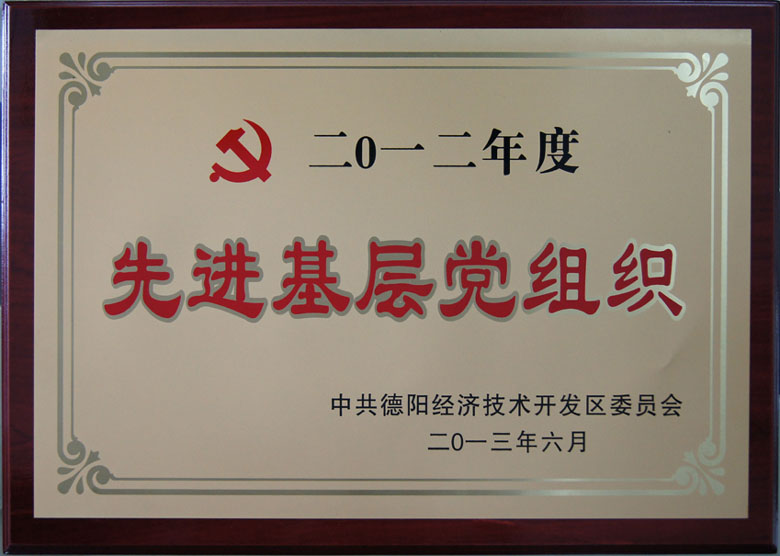 二0一二年度
先进基层党组织
中共德阳经济技术开发区委员会
二0一三年六月